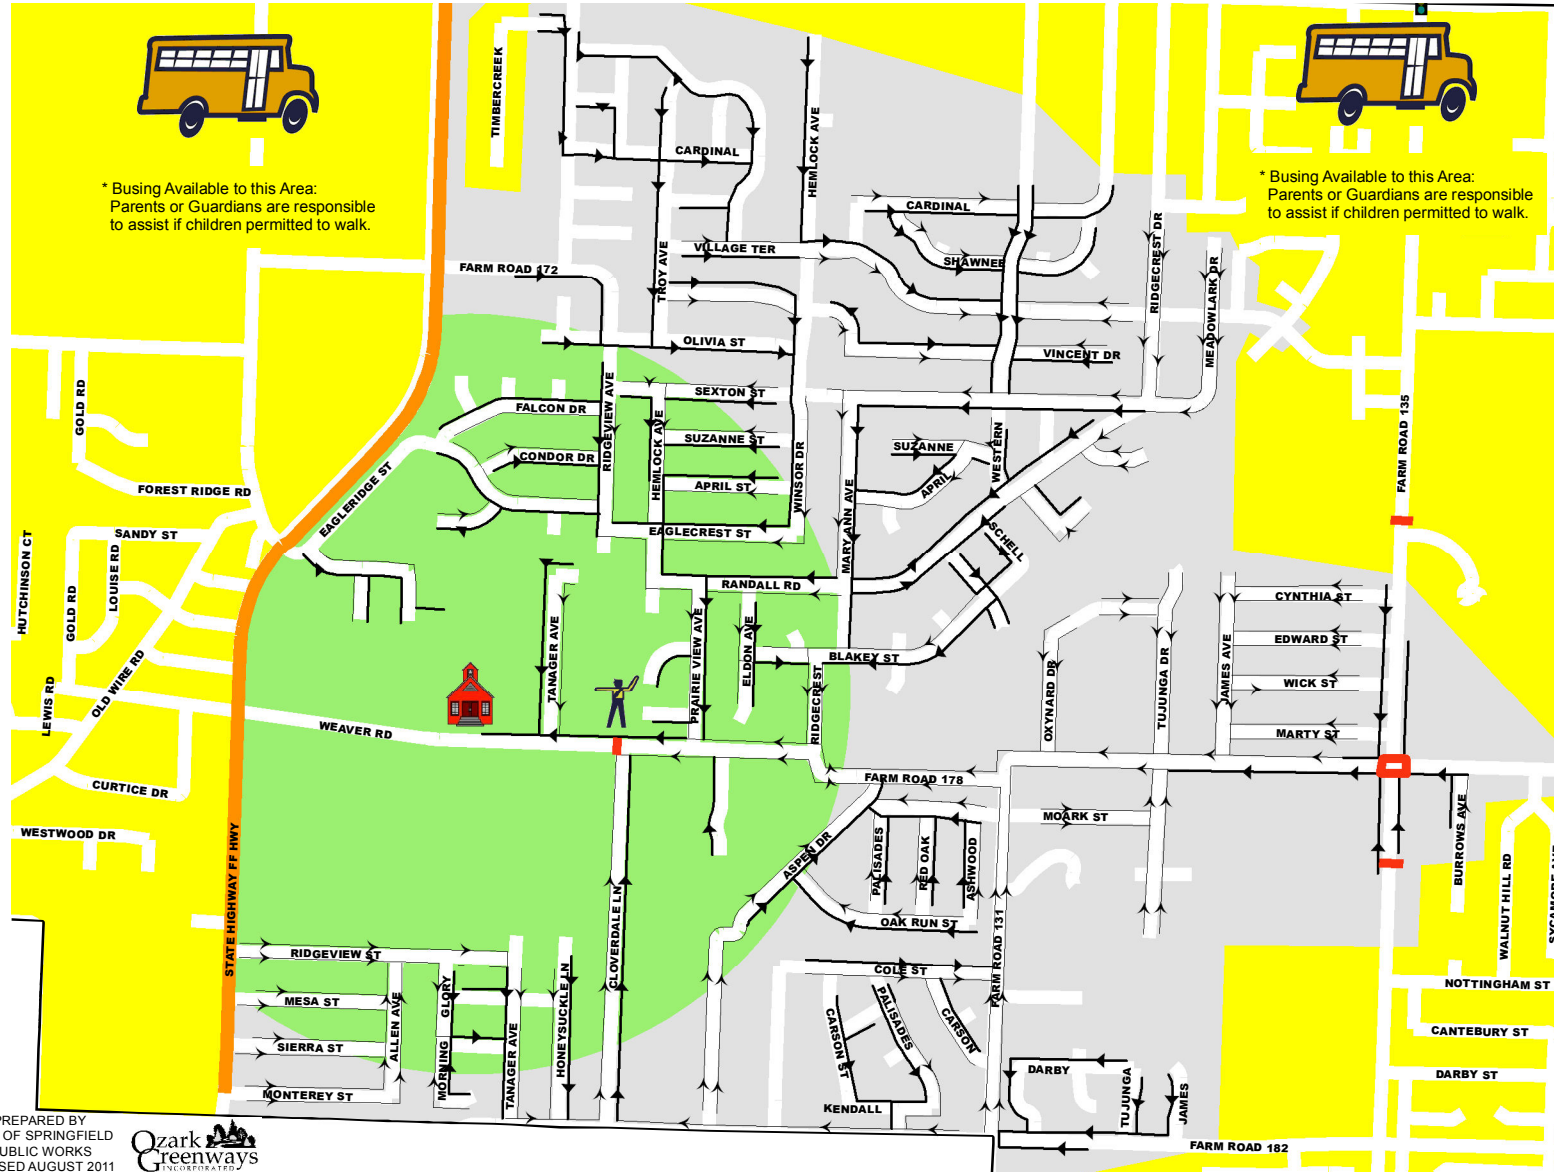 * Busing Available to this Area:
Parents or Guardians are responsible
to assist if children permitted to walk.
* Busing Available to this Area:
Parents or Guardians are responsible
to assist if children permitted to walk.
TIMBERCREEK
CARDINAL
HEMLOCK AVE
CARDINAL
SHAWNEE
VILLAGE TER
TROY AVE
FARM ROAD 172
RIDGECREST DR
MEADOWLARK DR
OLIVIA ST
VINCENT DR
SEXTON ST
FALCON DR
RIDGEVIEW AVE
HEMLOCK AVE
SUZANNE ST
CONDOR DR
APRIL ST
WINSOR DR
MARY ANN AVE
SUZANNE
APRIL
WESTERN
FARM ROAD 135
GOLD RD
FOREST RIDGE RD
EAGLERIDGE ST
EAGLECREST ST
SCHELL
SANDY ST
HUTCHINSON CT
LOUISE RD
GOLD RD
RANDALL RD
CYNTHIA ST
EDWARD ST
WICK ST
MARTY ST
JAMES AVE
TUJUNGA DR
OXYNARD DR
TANAGER AVE
PRAIRIE VIEW AVE
ELDON AVE
BLAKEY ST
RIDGECREST
LEWIS RD
OLD WIRE RD
WEAVER RD
FARM ROAD 178
CURTICE DR
WESTWOOD DR
STATE HIGHWAY FF HWY
MOARK ST
ASPEN DR
PALISADES
RED OAK
ASHWOOD
OAK RUN ST
BURROWS AVE
WALNUT HILL RD
FARM ROAD 131
CLOVERDALE LN
RIDGEVIEW ST
MESA ST
SIERRA ST
MONTEREY ST
ALLEN AVE
MORNING GLORY
TANAGER AVE
HONEYSUCKLE LN
COLE ST
CARSON ST
PALISADES
CARSON
KENDALL
DARBY
TUJUNGA
JAMES
FARM ROAD 182
NOTTINGHAM ST
CANTEBURY ST
DARBY ST
PREPARED BY
OF SPRINGFIELD
UBLIC WORKS
SED AUGUST 2011
Ozark
Greenways
INCORPORATED